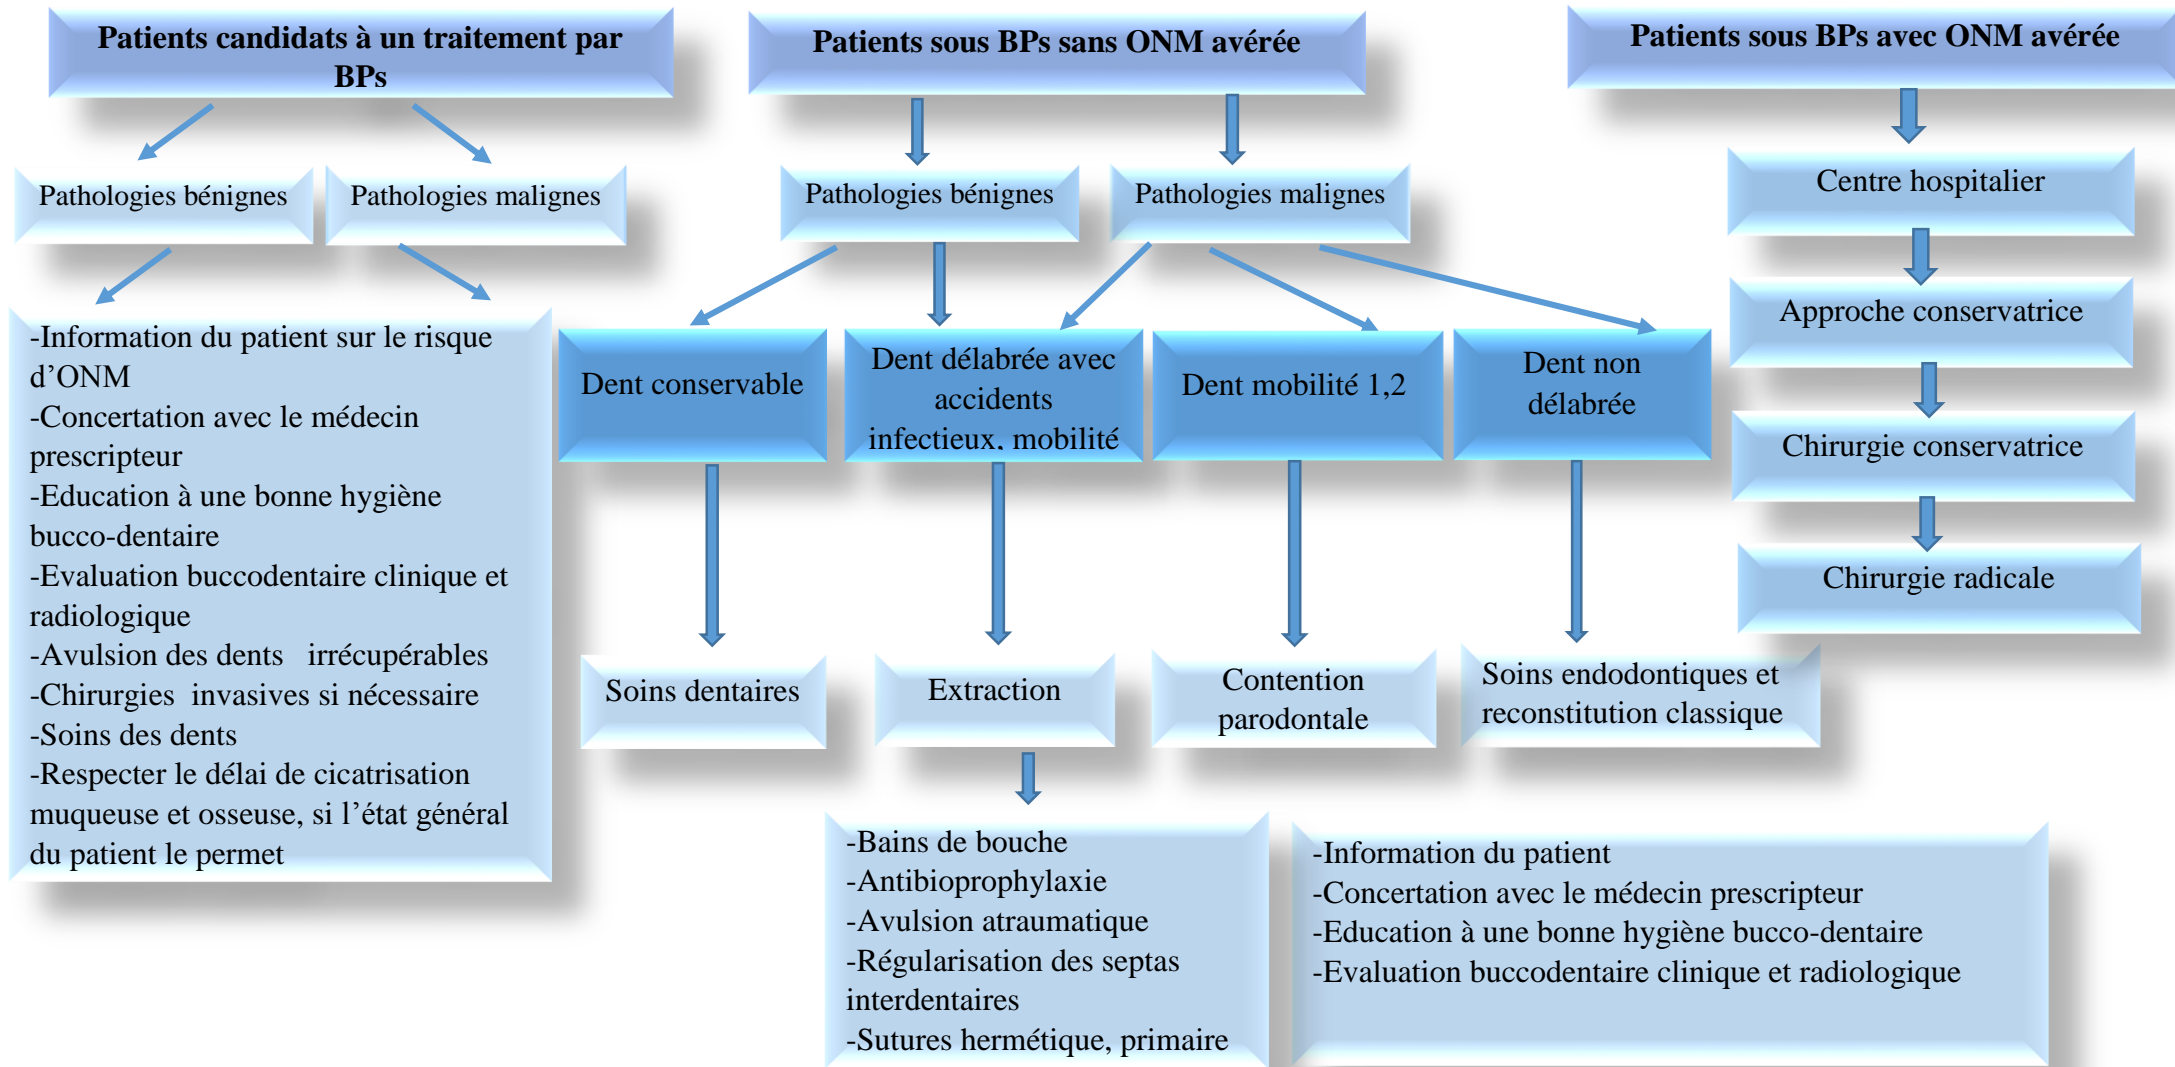 Patients candidats à un traitement par
BPs
Patients sous BPs sans ONM avérée
Patients sous BPs avec ONM avérée
Pathologies bénignes
Pathologies malignes
Pathologies bénignes
Pathologies malignes
Centre hospitalier
Approche conservatrice
Chirurgie conservatrice
Chirurgie radicale
-Information du patient sur le risque
d’ONM
-Concertation avec le médecin
prescripteur
-Education à une bonne hygiène
bucco-dentaire
-Evaluation buccodentaire clinique et
radiologique
-Avulsion des dents irrécupérables
-Chirurgies invasives si nécessaire
-Soins des dents
-Respecter le délai de cicatrisation
muqueuse et osseuse, si l’état général
du patient le permet
Dent conservable
Dent délabrée avec
accidents
infectieux, mobilité
Dent mobilité 1,2
Dent non
délabrée
Soins dentaires
Extraction
Contention
parodontale
Soins endodontiques et
reconstitution classique
-Bains de bouche
-Antibioprophylaxie
-Avulsion atraumatique
-Régularisation des septas
interdentaires
-Sutures hermétique, primaire
-Information du patient
-Concertation avec le médecin prescripteur
-Education à une bonne hygiène bucco-dentaire
-Evaluation buccodentaire clinique et radiologique